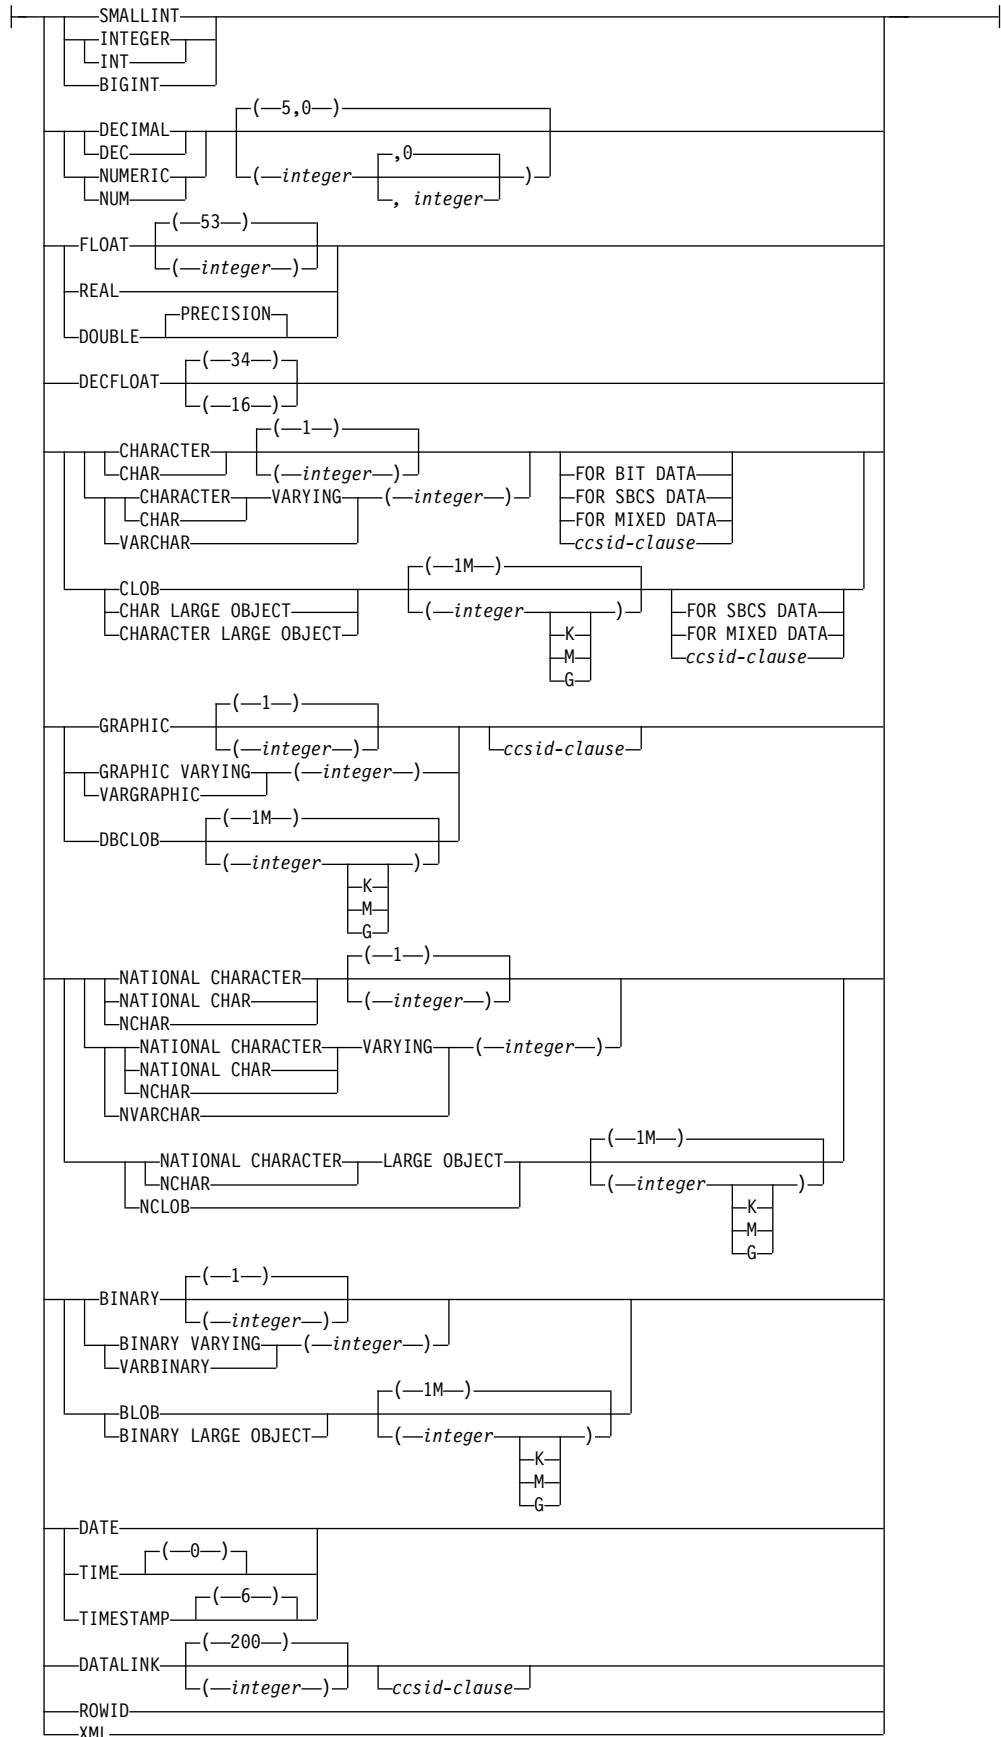 SMALLINT
INTEGER
INT
BIGINT
( 5,0 )
DECIMAL
DEC ,0
NUMERIC ( integer )
NUM , integer
( 53 )
FLOAT
( integer )
REAL
PRECISION
DOUBLE
( 34 )
DECFLOAT
( 16 )
( 1 )
CHARACTER
CHAR ( integer ) FOR BIT DATA
CHARACTER VARYING ( integer ) FOR SBCS DATA
CHAR FOR MIXED DATA
VARCHAR ccsid-clause
( 1M )
CLOB
CHAR LARGE OBJECT ( integer ) FOR SBCS DATA
CHARACTER LARGE OBJECT K FOR MIXED DATA
M ccsid-clause
G
( 1 )
GRAPHIC
( integer ) ccsid-clause
GRAPHIC VARYING ( integer )
VARGRAPHIC
( 1M )
DBCLOB
( integer )
K
M
G
( 1 )
NATIONAL CHARACTER
NATIONAL CHAR ( integer )
NCHAR
NATIONAL CHARACTER VARYING ( integer )
NATIONAL CHAR
NCHAR
NVARCHAR
( 1M )
NATIONAL CHARACTER LARGE OBJECT
NCHAR ( integer )
NCLOB K
M
G
( 1 )
BINARY
( integer )
BINARY VARYING ( integer )
VARBINARY
( 1M )
BLOB
BINARY LARGE OBJECT ( integer )
K
M
G
DATE
( 0 )
TIME
( 6 )
TIMESTAMP
( 200 )
DATALINK
( integer ) ccsid-clause
ROWID
XML